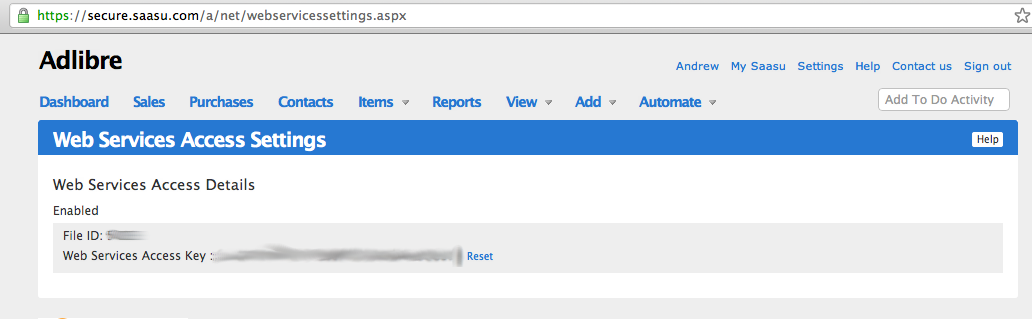 https://secure.saasu.com/a/net/webservicessettings.aspx
Adlibre
Andrew My Saasu Settings Help Contact us Sign out
Dashboard Sales Purchases Contacts Items Reports View Add Automate Add To Do Activity
Web Services Access Settings Help
Web Services Access Details
Enabled
File ID:
Web Services Access Key : Reset